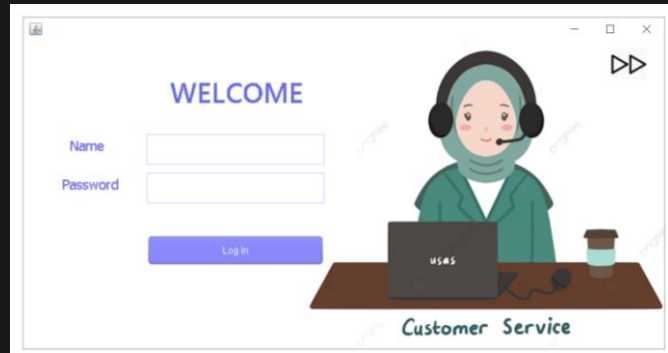 WELCOME
Name
Password
Log In
usas
Customer Service